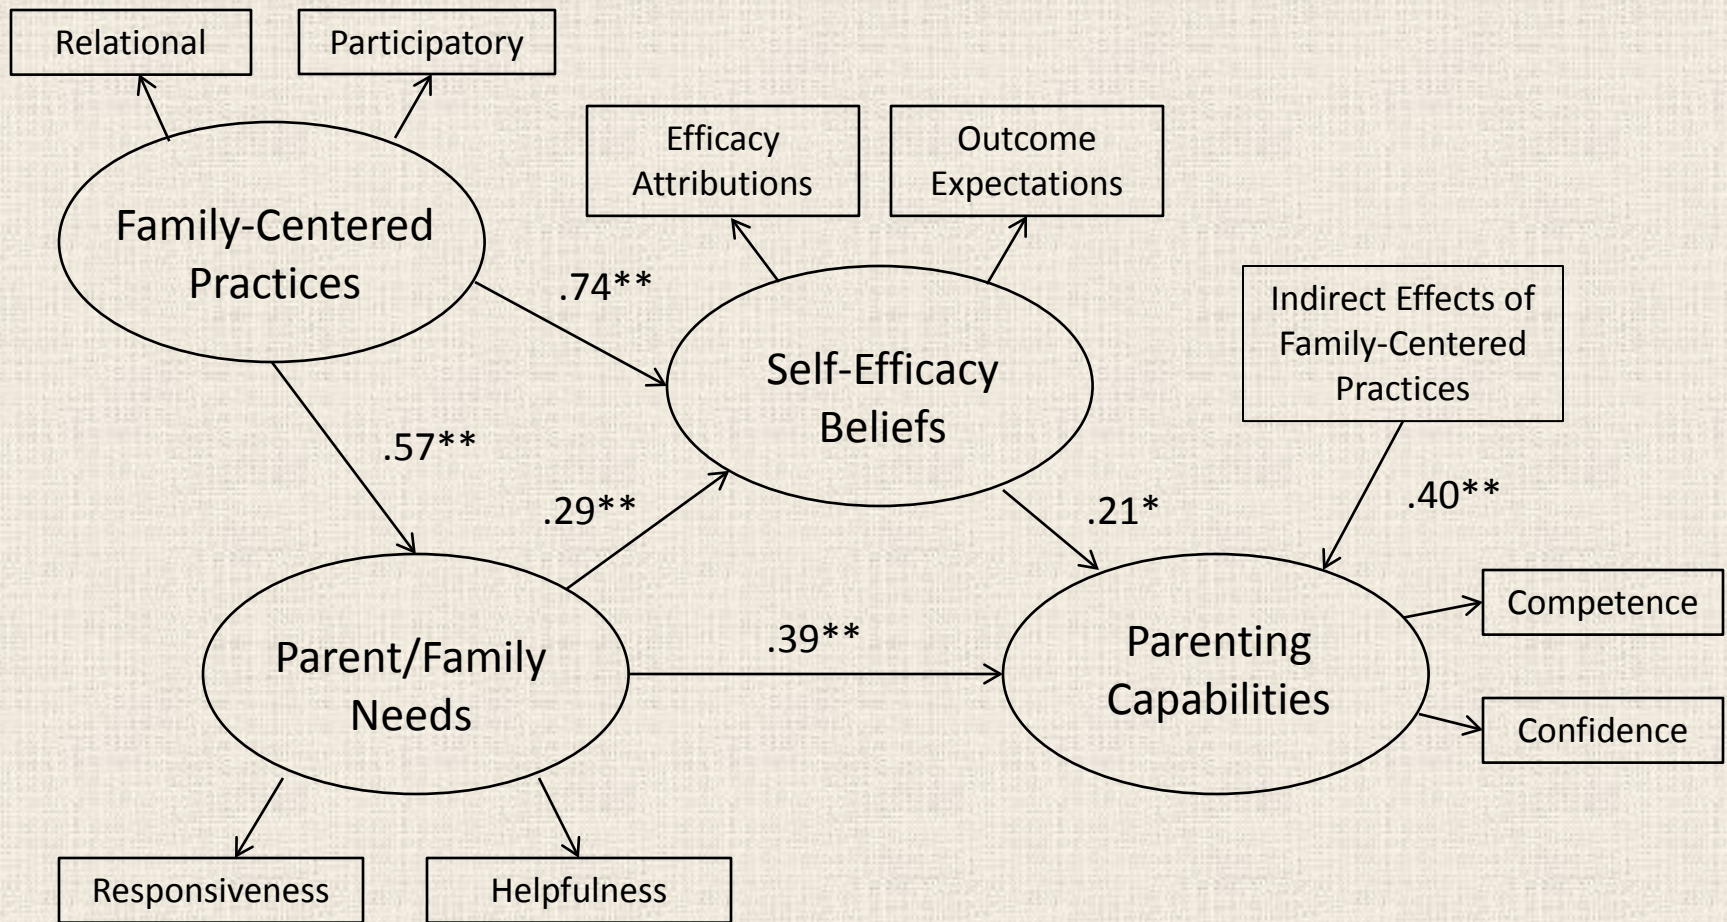 Relational
Participatory
Efficacy
Attributions
Outcome
Expectations
Family-Centered
Practices
.74**
Indirect Effects of
Family-Centered
Practices
Self-Efficacy
Beliefs
.57**
.29**
.21*
.40**
Competence
.39**
Parent/Family
Needs
Parenting
Capabilities
Confidence
Responsiveness
Helpfulness